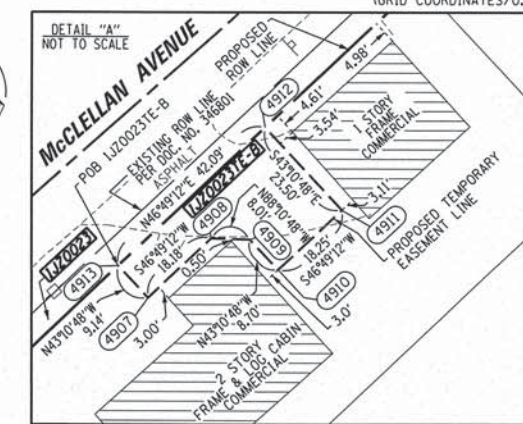 (GRID COORDINATES/0.
DETAIL "A"
NOT TO SCALE
McCLELLAN AVENUE
PROPOSED
ROW LINE
P
4.98'
4912
4.61'
3.54'
1 STORY
FRAME
COMMERCIAL
POB 1JZ0023TE-B
EXISTING ROW LINE
PER DOC. NO. 346801
ASPHALT
N46°49'12"E 42.09'
1JZ0023TE-B
S43°10'48"E
23.50'
3.11'
4911
PROPOSED TEMPORARY
EASEMENT LINE
1JZ0023
4913
4908
N88°10'48"W
8.01'
4909
18.25'
S46°49'12"W
S46°49'12"W
18.18'
0.50'
4910
3.0'
N43°10'48"W
9.14'
4907
3.00'
N43°10'48"W
8.70'
2 STORY
FRAME & LOG CABIN
COMMERCIAL